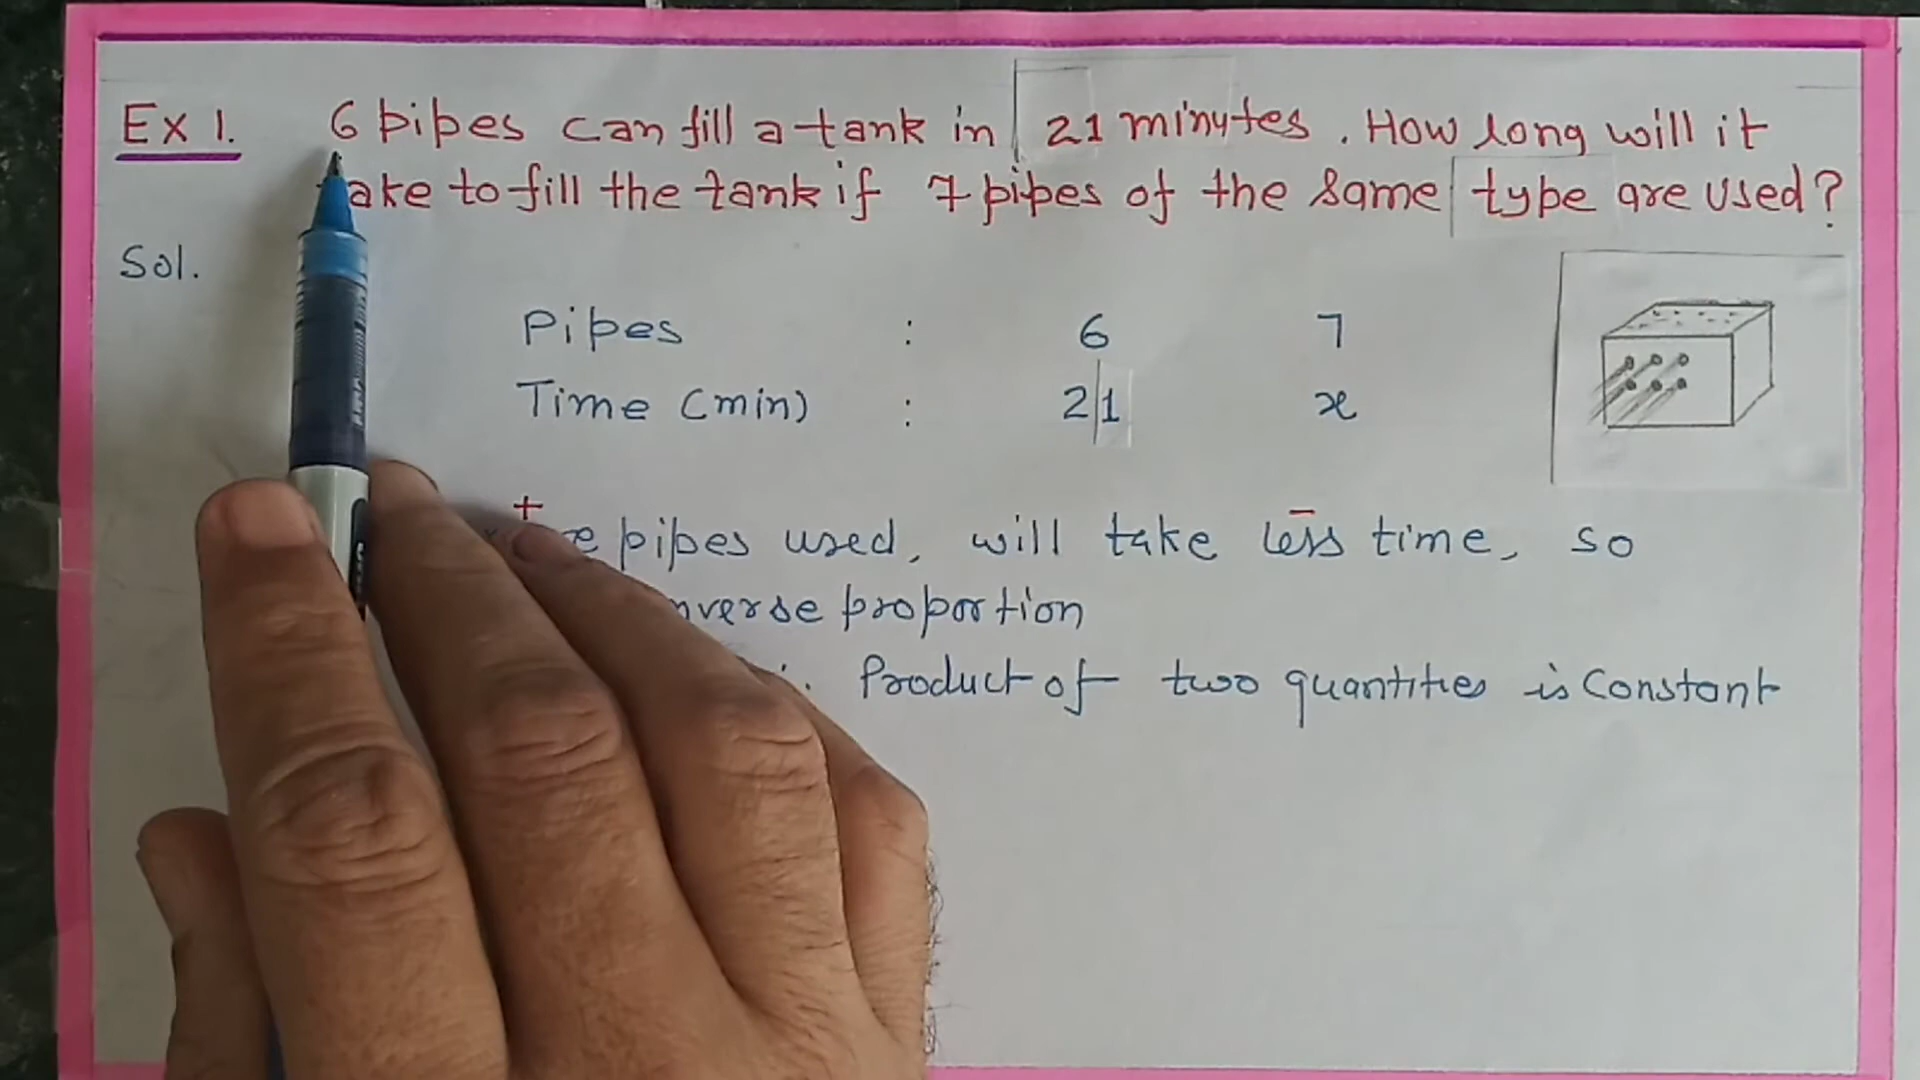 Ex 1. 6 pipes can fill a tank in 21 minutes. How long will it
take to fill the tank if 7 pipes of the same type are used?
Sol.
Pipes : 6 7
Time (min) : 21 x
+ -
pipes used, will take less time, so
inverse proportion
Product of two quantities is constant